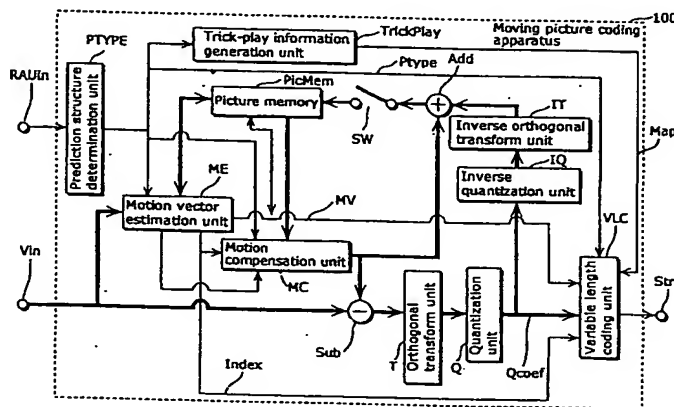 100
Moving picture coding
apparatus
PTYPE
Trick-play information
generation unit
TrickPlay
Ptype
Add
RAUIn
Prediction structure
determination unit
PicMem
Picture memory
SW
IT
Inverse orthogonal
transform unit
Map
IQ
Inverse
quantization unit
ME
Motion vector
estimation unit
MV
VLC
Vin
Motion
compensation unit
MC
Variable length
coding unit
Str
Sub
Orthogonal
transform unit
T
Quantization
unit
Q
Qcoef
Index